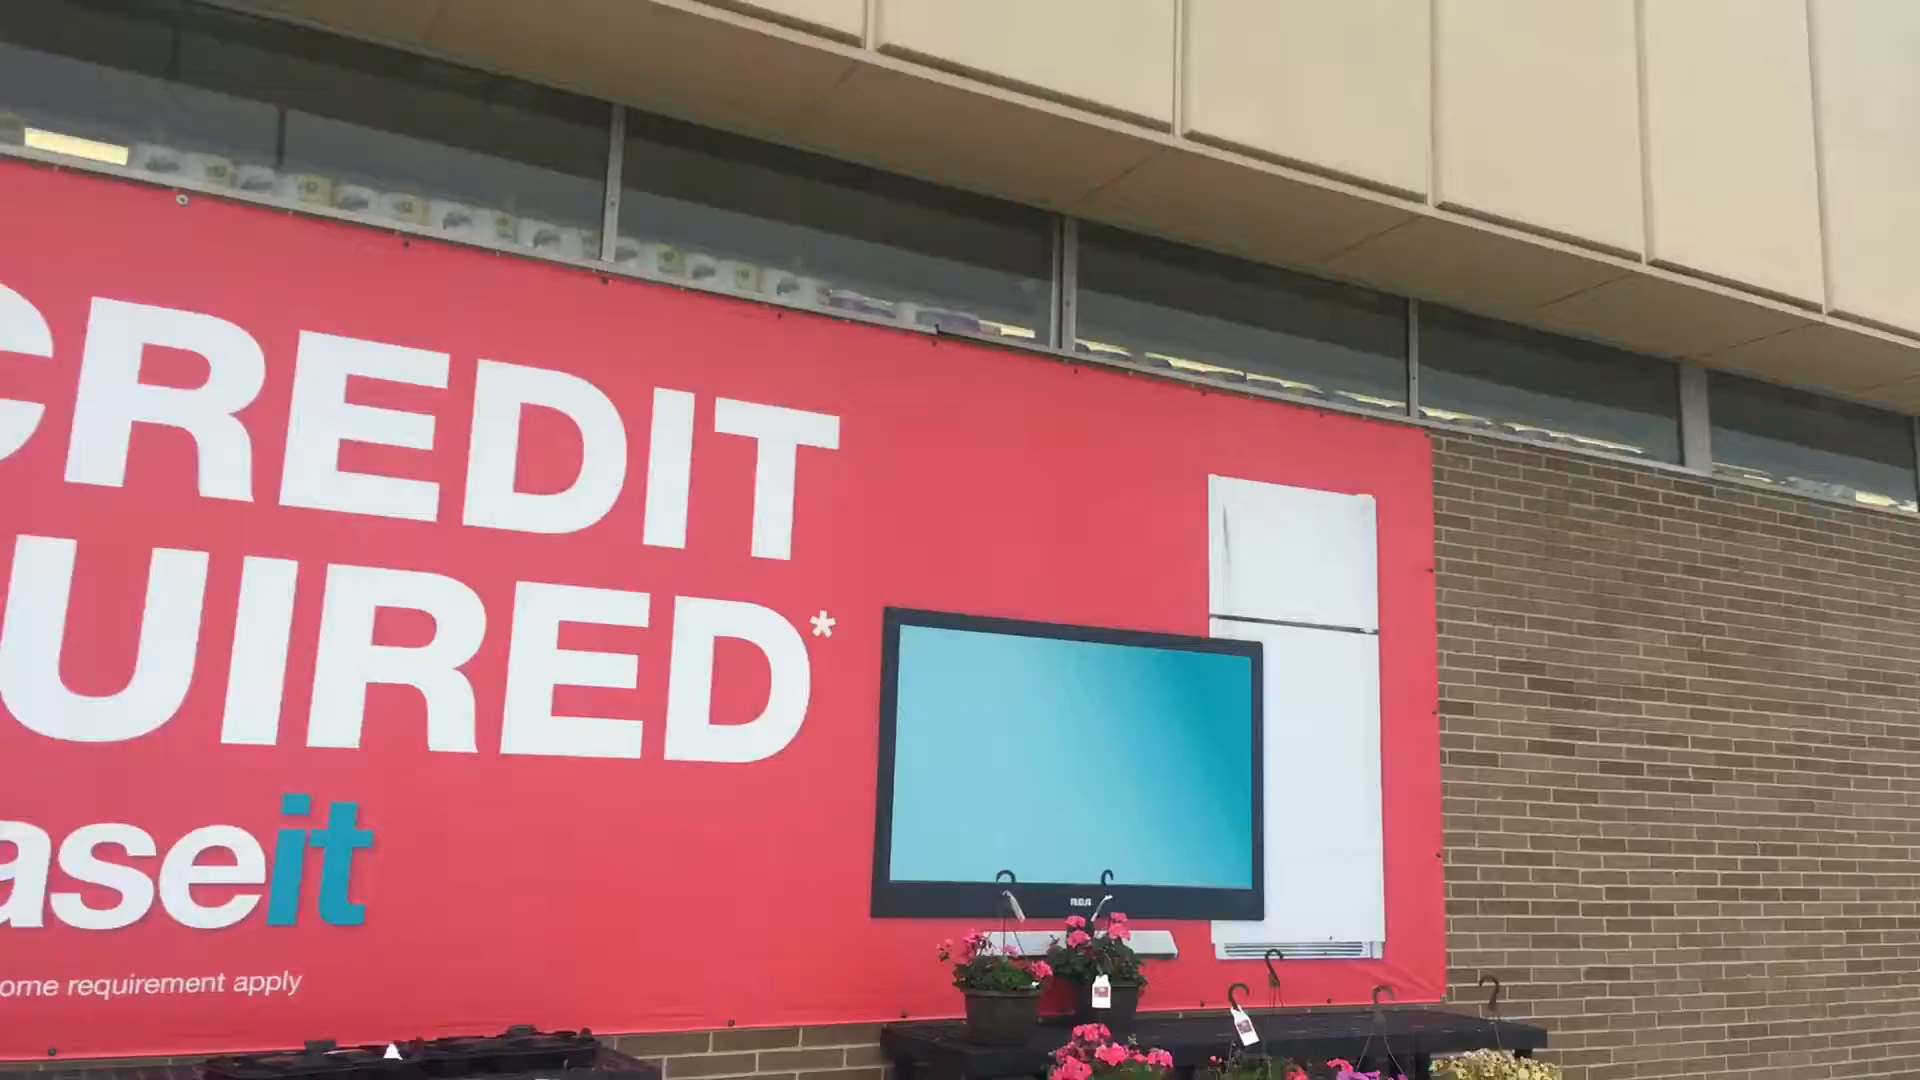 CREDIT
UIRED*
aseit
ome requirement apply
RCA